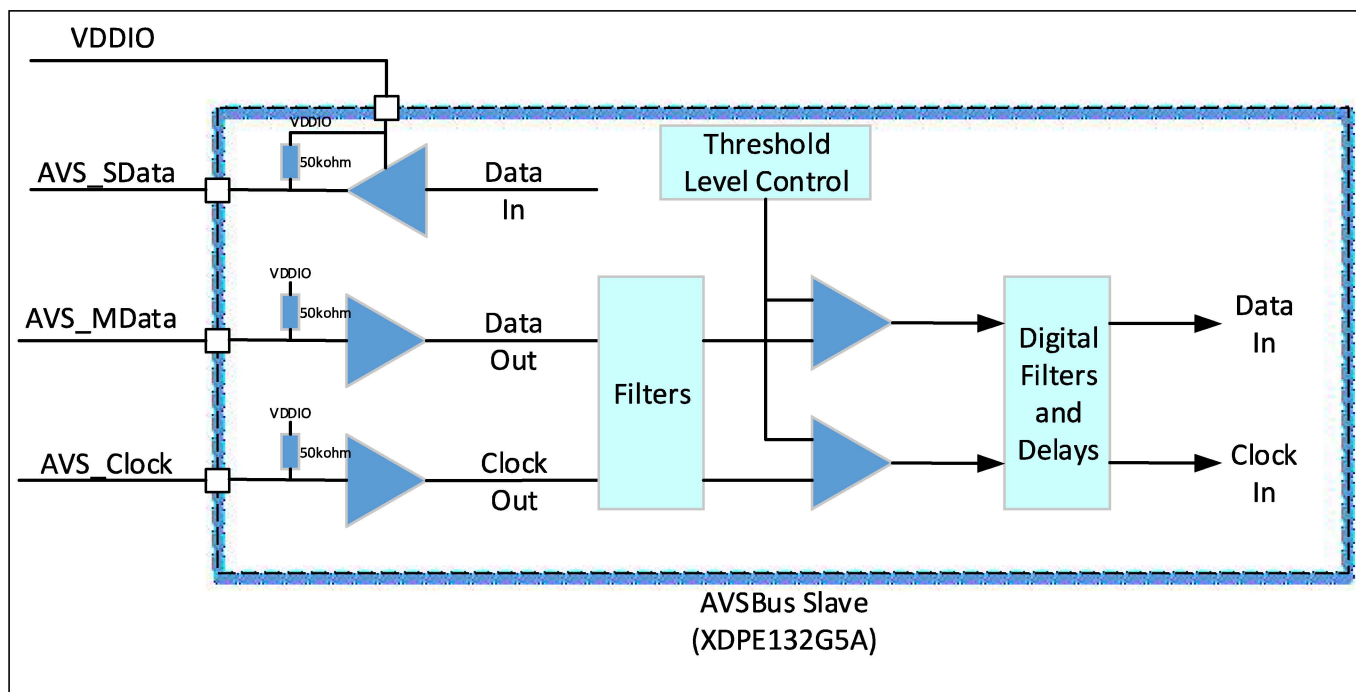 VDDIO
VDDIO
50kohm
AVS_SData
Data
In
Threshold
Level Control
VDDIO
50kohm
AVS_MData
Data
Out
VDDIO
50kohm
AVS_Clock
Clock
Out
Filters
Digital
Filters
and
Delays
Data
In
Clock
In
AVSBus Slave
(XDPE132G5A)